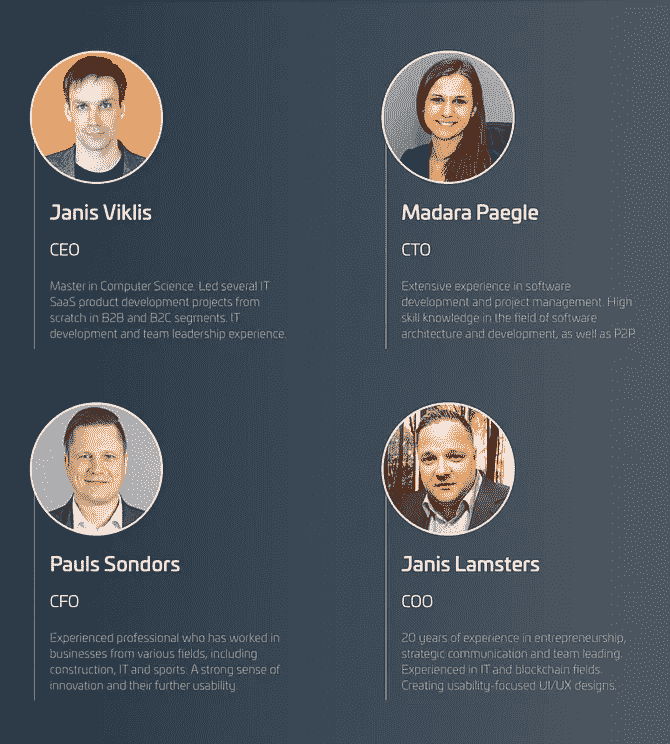 Janis Viklis
CEO
Master in Computer Science. Led several IT
SaaS product development projects from
scratch in B2B and B2C segments. IT
development and team leadership experience.
Madara Paegle
CTO
Extensive experience in software
development and project management. High
skill knowledge in the field of software
architecture and development, as well as P2P
Pauls Sondors
CFO
Experienced professional who has worked in
businesses from various fields, including
construction, IT and sports. A strong sense of
innovation and their further usability.
Janis Lamsters
COO
20 years of experience in entrepreneurship,
strategic communication and team leading.
Experienced in IT and blockchain fields.
Creating usability-focused UI/UX designs.